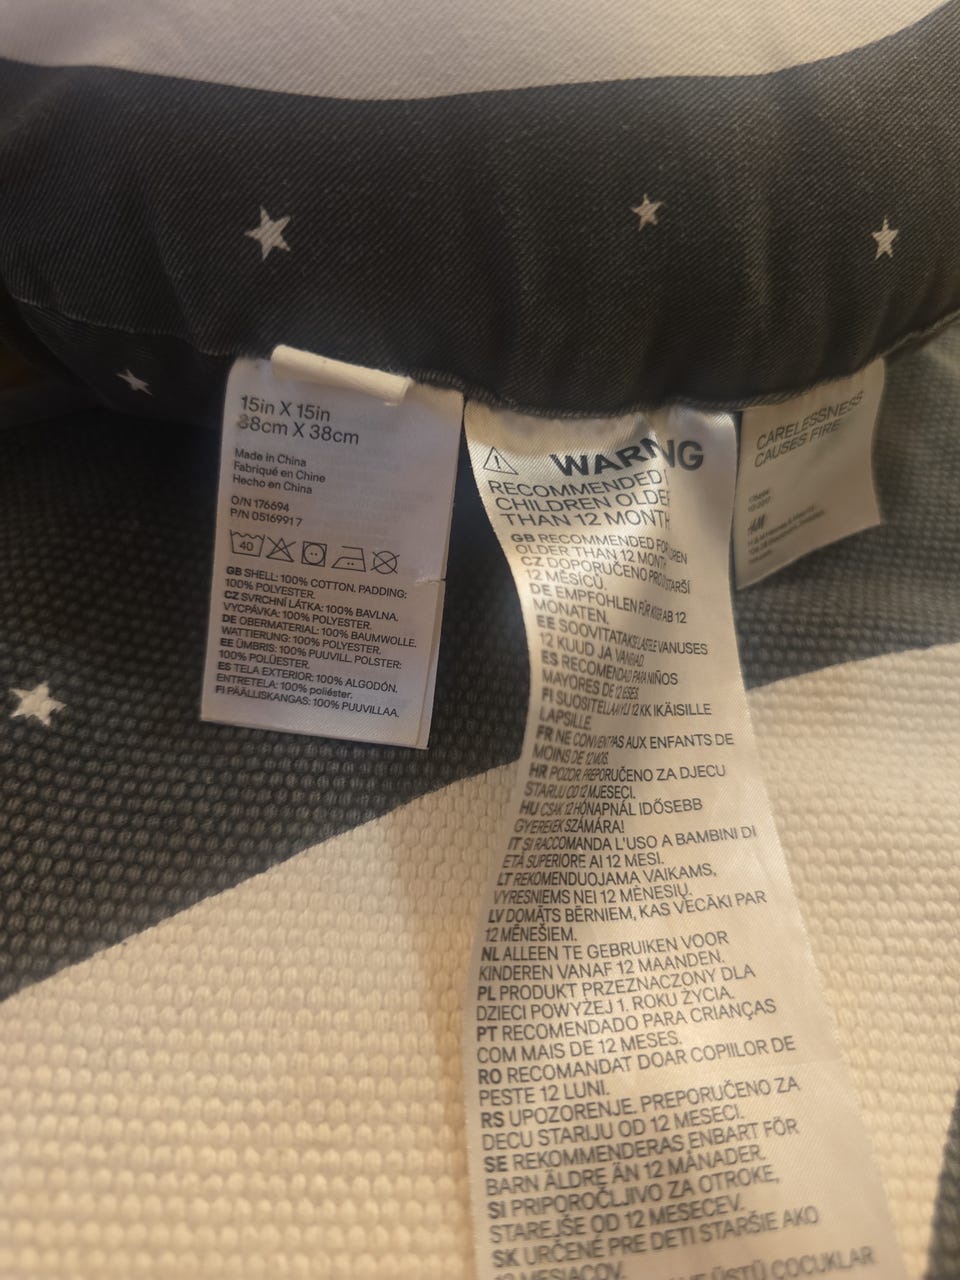 15in X 15in
38cm X 38cm
Made in China
Fabriqué en Chine
Hecho en China
O/N 176694
P/N 05169917
40
GB SHELL: 100% COTTON. PADDING:
100% POLYESTER.
CZ SVRCHNÍ LÁTKA: 100% BAVLNA.
VYCPÁVKA: 100% POLYESTER.
DE OBERMATERIAL: 100% BAUMWOLLE.
WATTIERUNG: 100% POLYESTER.
EE ÜMBRIS: 100% PUUVILL. POLSTER:
100% POLÜESTER.
ES TELA EXTERIOR: 100% ALGODÓN.
ENTRETELA: 100% poliéster.
FI PÄÄLLISKANGAS: 100% PUUVILLAA.
WARNING
RECOMMENDED
CHILDREN OLDER
THAN 12 MONTH
GB RECOMMENDED FOR
OLDER THAN 12 MONTH
CZ DOPORUČENO PRO STARŠÍ
12 MĚSÍCŮ.
DE EMPFOHLEN FÜR KINDER AB 12
MONATEN.
EE SOOVITATAKSE LASTELE VANUSES
12 KUUD JA VANEMAD.
ES RECOMENDADO PARA NIÑOS
MAYORES DE 12 MESES.
FI SUOSITELLAAN YLI 12 KK IKÄISILLE
LAPSILLE.
FR NE CONVIENT PAS AUX ENFANTS DE
MOINS DE 12 MOIS.
HR POZOR. PREPORUČENO ZA DJECU
STARIJU OD 12 MJESECI.
HU CSAK 12 HÓNAPNÁL IDŐSEBB
GYEREKEK SZÁMÁRA!
IT SI RACCOMANDA L'USO A BAMBINI DI
ETÀ SUPERIORE AI 12 MESI.
LT REKOMENDUOJAMA VAIKAMS,
VYRESNIEMS NEI 12 MĖNESIŲ.
LV DOMĀTS BĒRNIEM, KAS VECĀKI PAR
12 MĒNEŠIEM.
NL ALLEEN TE GEBRUIKEN VOOR
KINDEREN VANAF 12 MAANDEN.
PL PRODUKT PRZEZNACZONY DLA
DZIECI POWYŻEJ 1. ROKU ŻYCIA.
PT RECOMENDADO PARA CRIANÇAS
COM MAIS DE 12 MESES.
RO RECOMANDAT DOAR COPIILOR DE
PESTE 12 LUNI.
RS UPOZORENJE. PREPORUČENO ZA
DECU STARIJU OD 12 MESECI.
SE REKOMMENDERAS ENBART FÖR
BARN ÄLDRE ÄN 12 MÅNADER.
SI PRIPOROČLJIVO ZA OTROKE,
STAREJŠE OD 12 MESECEV.
SK URČENÉ PRE DETI STARŠIE AKO
12 MESIACOV.
ÜSTÜ ÇOCUKLAR
CARELESSNESS
CAUSES FIRE
176694
H&M